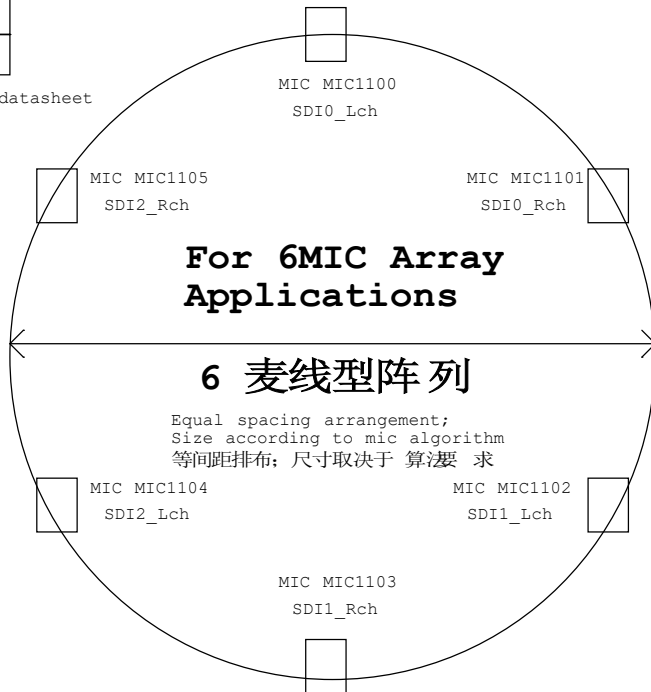 MIC MIC1100
SDI0_Lch
datasheet
MIC MIC1105
SDI2_Rch
MIC MIC1101
SDI0_Rch
For 6MIC Array
Applications
6 麦线型阵列
Equal spacing arrangement;
Size according to mic algorithm
等间距排布；尺寸取决于 算法要 求
MIC MIC1104
SDI2_Lch
MIC MIC1102
SDI1_Lch
MIC MIC1103
SDI1_Rch